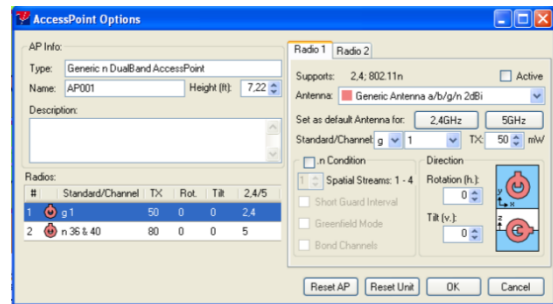 AccessPoint Options
AP Info:
Type: Generic n DualBand AccessPoint
Name: AP001 Height (ft): 7,22
Description:
Radios:
# Standard/Channel TX Rot. Tilt 2,4/5
1 g 1 50 0 0 2,4
2 n 36 & 40 80 0 0 5
Radio 1 Radio 2
Supports: 2,4; 802.11n Active
Antenna: Generic Antenna a/b/g/n 2dBi
Set as default Antenna for: 2,4GHz 5GHz
Standard/Channel: g 1 TX: 50 mW
.n Condition
1 Spatial Streams: 1 - 4
Short Guard Interval
Greenfield Mode
Bond Channels
Direction
Rotation (h.):
0
Tilt (v.):
0
y
x
z
Reset AP Reset Unit OK Cancel